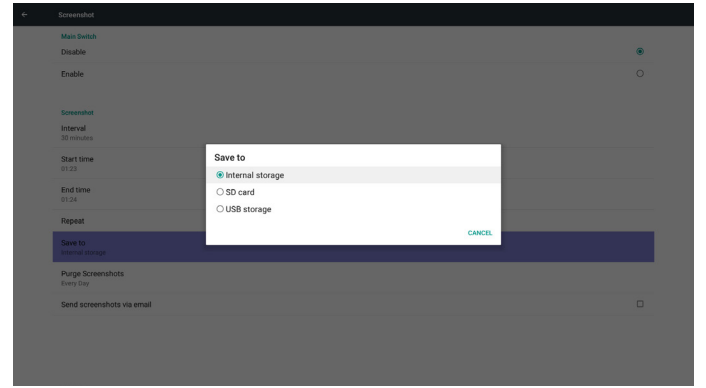 Screenshot
Main Switch
Disable
Enable
Screenshot
Interval
30 minutes
Start time
01:23
End time
01:24
Repeat
Save to
Internal storage
Purge Screenshots
Every Day
Send screenshots via email
Save to
Internal storage
SD card
USB storage
CANCEL